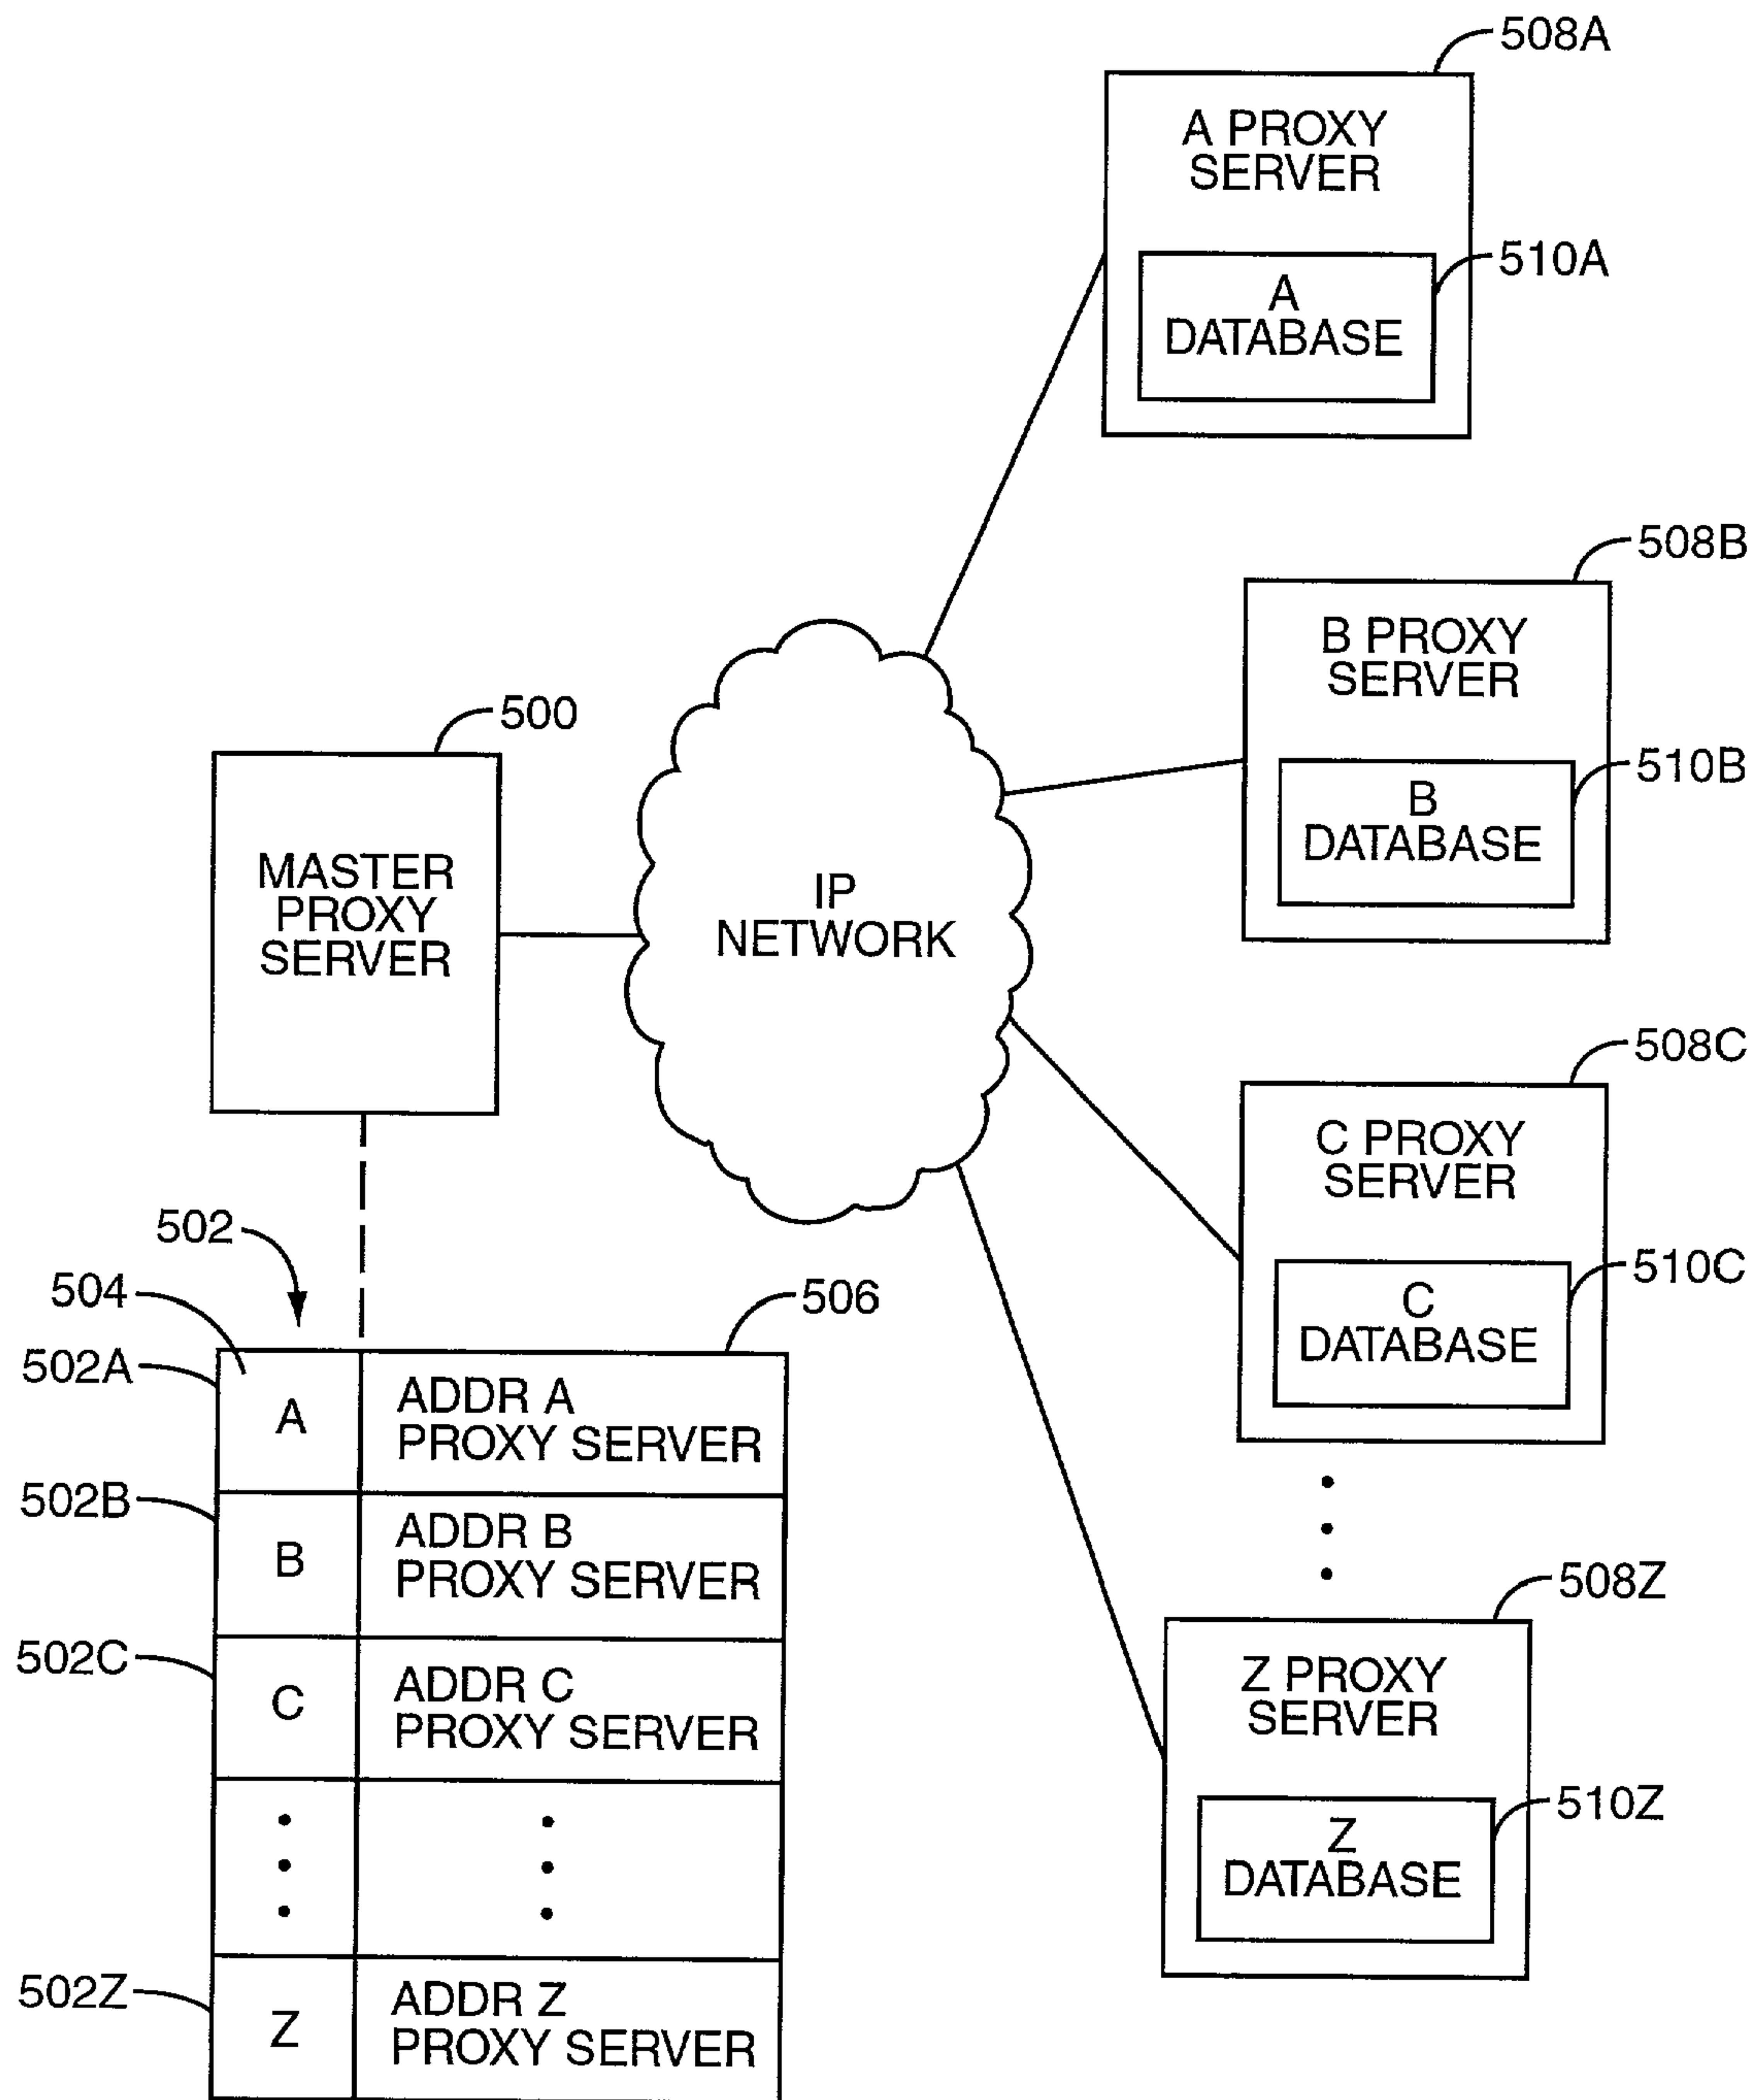 508A
A PROXY
SERVER
510A
A
DATABASE
508B
B PROXY
SERVER
510B
B
DATABASE
500
MASTER
PROXY
SERVER
IP
NETWORK
508C
C PROXY
SERVER
510C
C
DATABASE
502
504
506
502A
A
ADDR A
PROXY SERVER
502B
B
ADDR B
PROXY SERVER
502C
C
ADDR C
PROXY SERVER
508Z
Z PROXY
SERVER
510Z
Z
DATABASE
502Z
Z
ADDR Z
PROXY SERVER